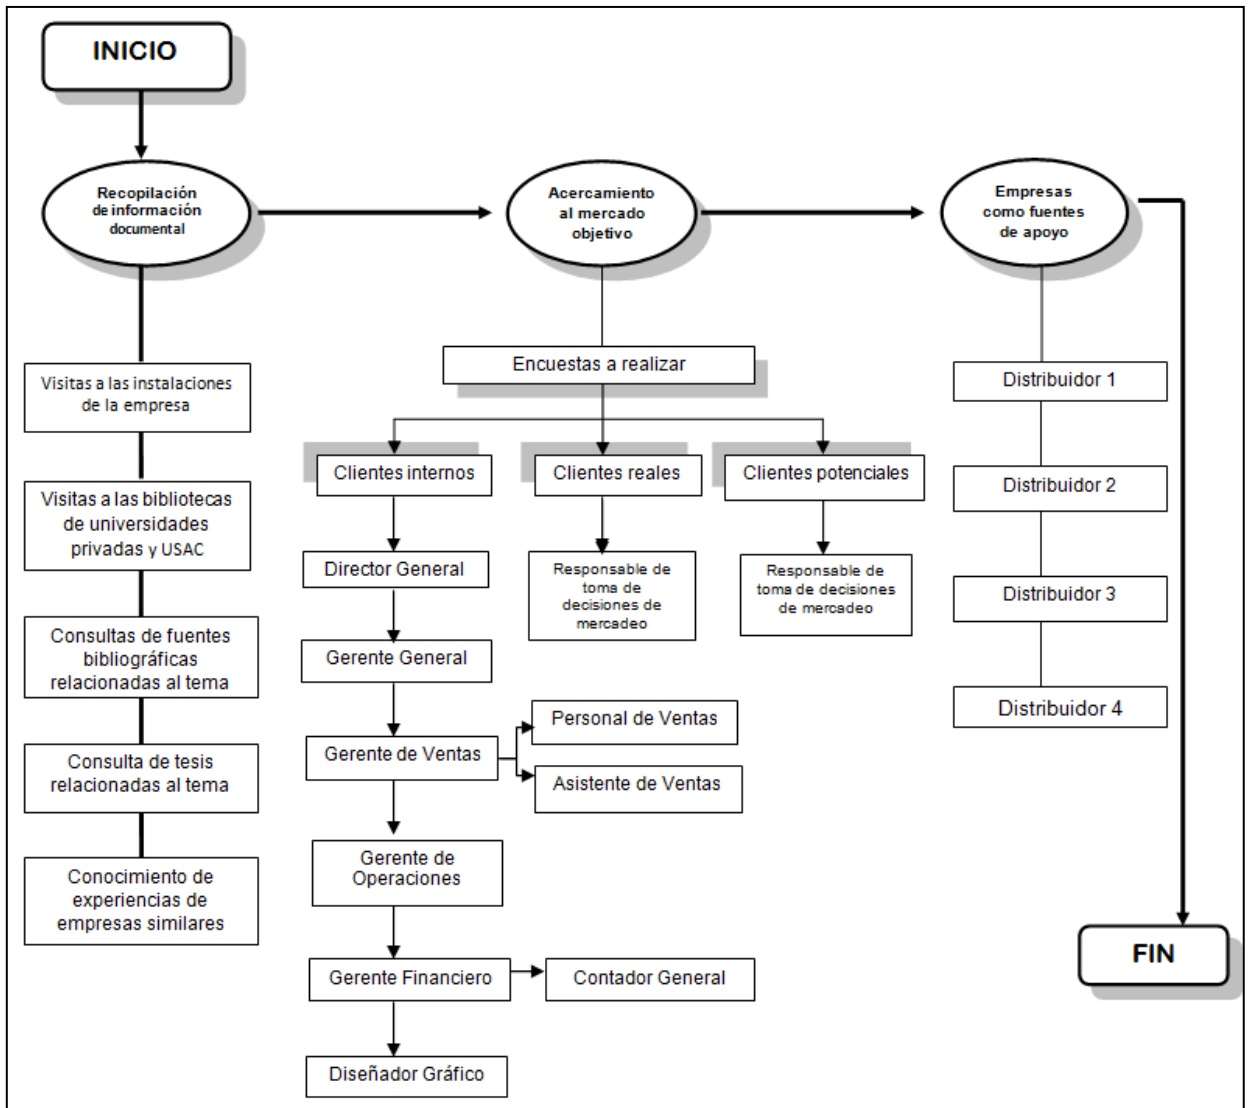 INICIO
Recopilación
de información
documental
Acercamiento
al mercado
objetivo
Empresas
como fuentes
de apoyo
Visitas a las instalaciones
de la empresa
Visitas a las bibliotecas
de universidades
privadas y USAC
Consultas de fuentes
bibliográficas
relacionadas al tema
Consulta de tesis
relacionadas al tema
Conocimiento de
experiencias de
empresas similares
Encuestas a realizar
Clientes internos
Director General
Gerente General
Gerente de Ventas
Personal de Ventas
Asistente de Ventas
Gerente de
Operaciones
Gerente Financiero
Contador General
Diseñador Gráfico
Clientes reales
Responsable de
toma de
decisiones de
mercadeo
Clientes potenciales
Responsable de
toma de decisiones
de mercadeo
Distribuidor 1
Distribuidor 2
Distribuidor 3
Distribuidor 4
FIN